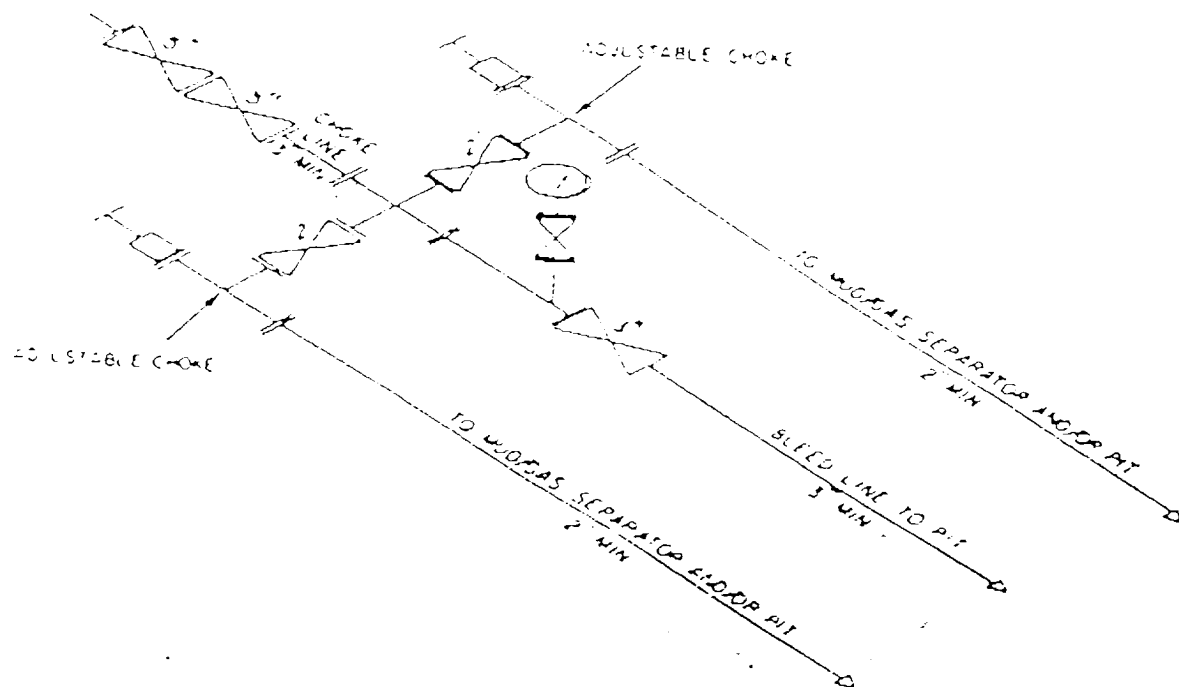 ADJUSTABLE CHOKE
3"
3"
CHOKE
LINE
3" MIN
2"
2"
3"
ADJUSTABLE CHOKE
TO MUD/GAS SEPARATOR AND/OR PIT
2" MIN
BLEED LINE TO PIT
3" MIN
TO MUD/GAS SEPARATOR AND/OR PIT
2" MIN